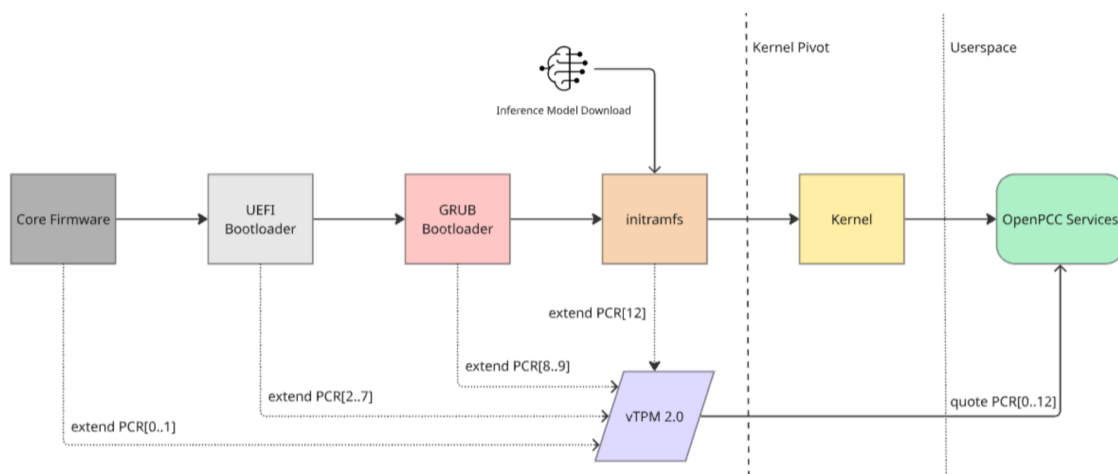 Kernel Pivot
Userspace
Inference Model Download
Core Firmware
UEFI
Bootloader
GRUB
Bootloader
initramfs
Kernel
OpenPCC Services
extend PCR[12]
extend PCR[8..9]
extend PCR[2..7]
extend PCR[0..1]
vTPM 2.0
quote PCR[0..12]